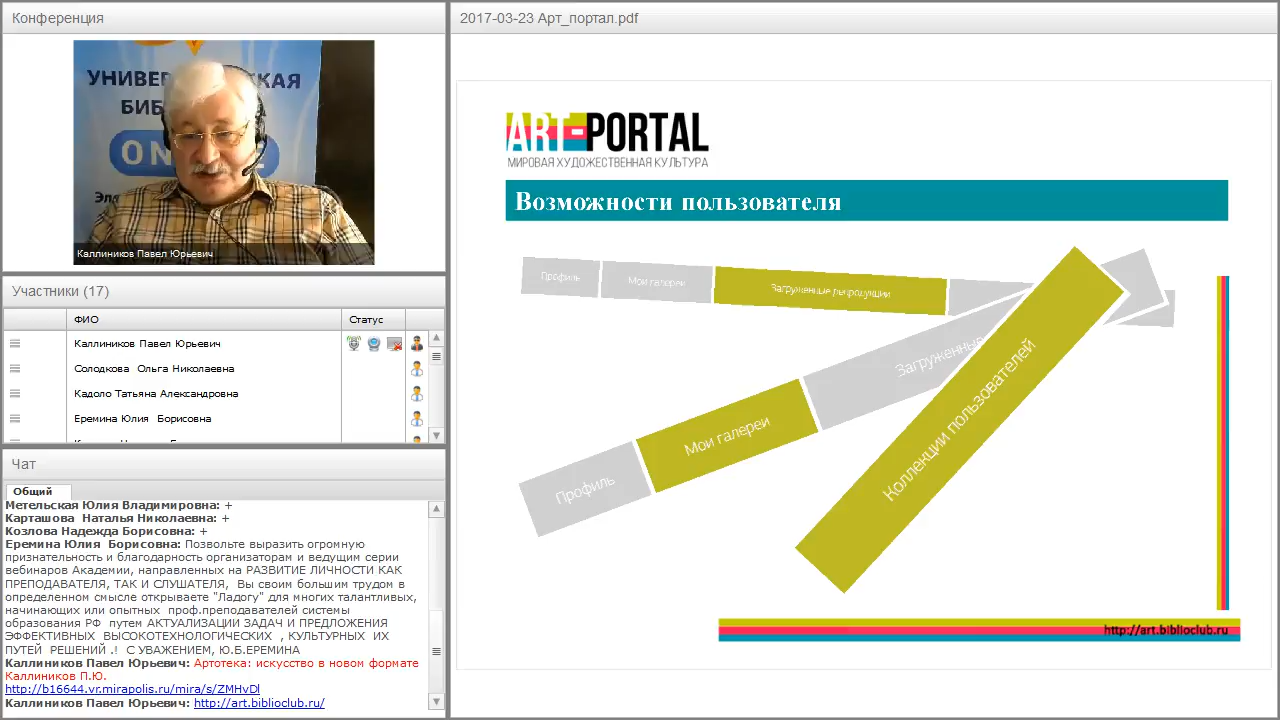 Конференция
УНИВЕР СКАЯ
БИБ
Каллиников Павел Юрьевич
Участники (17)
ФИО Статус
Каллиников Павел Юрьевич
Солодкова Ольга Николаевна
Кадоло Татьяна Александровна
Еремина Юлия Борисовна
Чат
Общий
Метельская Юлия Владимировна: +
Карташова Наталья Николаевна: +
Козлова Надежда Борисовна: +
Еремина Юлия Борисовна: Позвольте выразить огромную
признательность и благодарность организаторам и ведущим серии
вебинаров Академии, направленных на РАЗВИТИЕ ЛИЧНОСТИ КАК
ПРЕПОДАВАТЕЛЯ, ТАК И СЛУШАТЕЛЯ, Вы своим большим трудом в
определенном смысле открываете "Ладогу" для многих талантливых,
начинающих или опытных проф.преподавателей системы
образования РФ путем АКТУАЛИЗАЦИИ ЗАДАЧ И ПРЕДЛОЖЕНИЯ
ЭФФЕКТИВНЫХ ВЫСОКОТЕХНОЛОГИЧЕСКИХ , КУЛЬТУРНЫХ ИХ
ПУТЕЙ РЕШЕНИЙ .! С УВАЖЕНИЕМ, Ю.Б.ЕРЕМИНА
Каллиников Павел Юрьевич: Артотека: искусство в новом формате
Каллиников П.Ю.
http://b16644.vr.mirapolis.ru/mira/s/ZMHvDl
Каллиников Павел Юрьевич: http://art.biblioclub.ru/
2017-03-23 Арт_портал.pdf
ART-PORTAL
МИРОВАЯ ХУДОЖЕСТВЕННАЯ КУЛЬТУРА
Возможности пользователя
Профиль Мои галереи Загруженные репродукции
Профиль Мои галереи Загруженные
Коллекции пользователей
http://art.biblioclub.ru